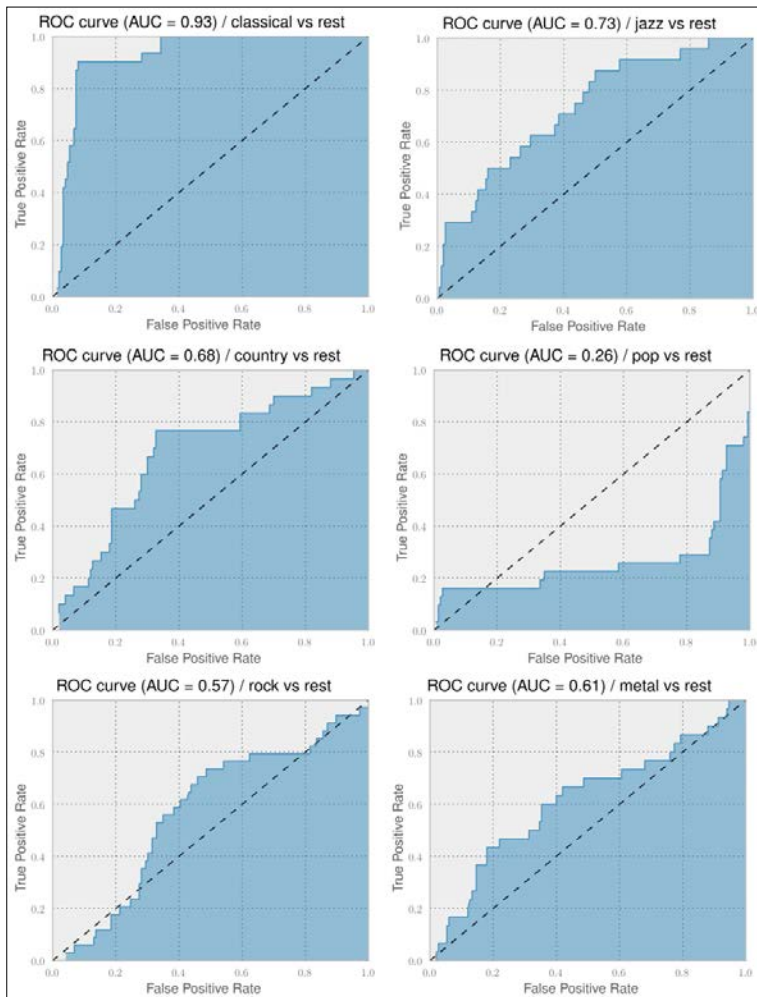 ROC curve (AUC = 0.93) / classical vs rest
1.0
0.8
0.6
0.4
0.2
0.0
True Positive Rate
0.0 0.2 0.4 0.6 0.8 1.0
False Positive Rate
ROC curve (AUC = 0.73) / jazz vs rest
1.0
0.8
0.6
0.4
0.2
0.0
True Positive Rate
0.0 0.2 0.4 0.6 0.8 1.0
False Positive Rate
ROC curve (AUC = 0.68) / country vs rest
1.0
0.8
0.6
0.4
0.2
0.0
True Positive Rate
0.0 0.2 0.4 0.6 0.8 1.0
False Positive Rate
ROC curve (AUC = 0.26) / pop vs rest
1.0
0.8
0.6
0.4
0.2
0.0
True Positive Rate
0.0 0.2 0.4 0.6 0.8 1.0
False Positive Rate
ROC curve (AUC = 0.57) / rock vs rest
1.0
0.8
0.6
0.4
0.2
0.0
True Positive Rate
0.0 0.2 0.4 0.6 0.8 1.0
False Positive Rate
ROC curve (AUC = 0.61) / metal vs rest
1.0
0.8
0.6
0.4
0.2
0.0
True Positive Rate
0.0 0.2 0.4 0.6 0.8 1.0
False Positive Rate